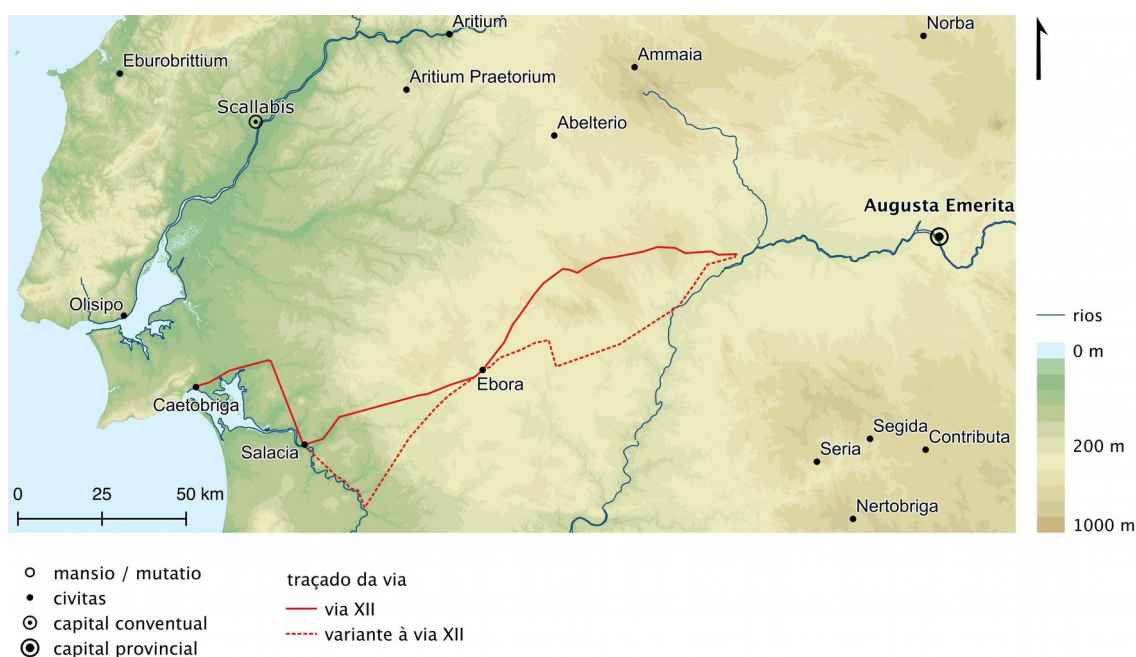 Aritium
Norba
Eburobrittium
Ammaia
Aritium Praetorium
Scallabis
Abelterio
Augusta Emerita
Olisipo
rios
0 m
Ebora
Caetobriga
Segida
Contributa
Salacia
Seria
200 m
0 25 50 km
Nertobriga
1000 m
mansio / mutatio
civitas
capital conventual
capital provincial
traçado da via
via XII
variante à via XII